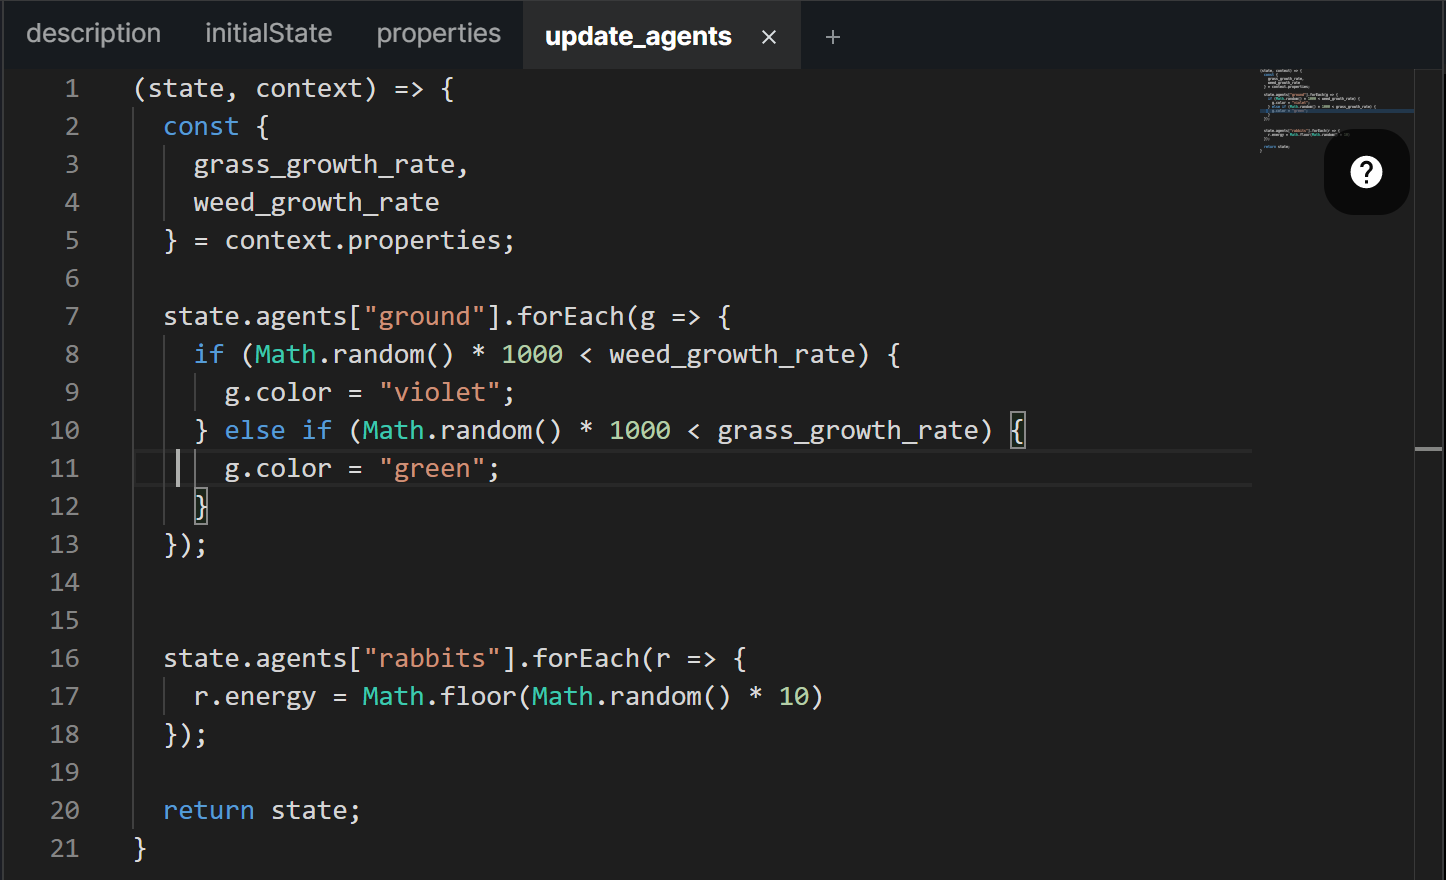 description initialState properties update_agents × +
1 (state, context) => {
2 const {
3 grass_growth_rate,
4 weed_growth_rate
5 } = context.properties;
6
7 state.agents["ground"].forEach(g => {
8 if (Math.random() * 1000 < weed_growth_rate) {
9 g.color = "violet";
10 } else if (Math.random() * 1000 < grass_growth_rate) {
11 g.color = "green";
12 }
13 });
14
15
16 state.agents["rabbits"].forEach(r => {
17 r.energy = Math.floor(Math.random() * 10)
18 });
19
20 return state;
21 }
?